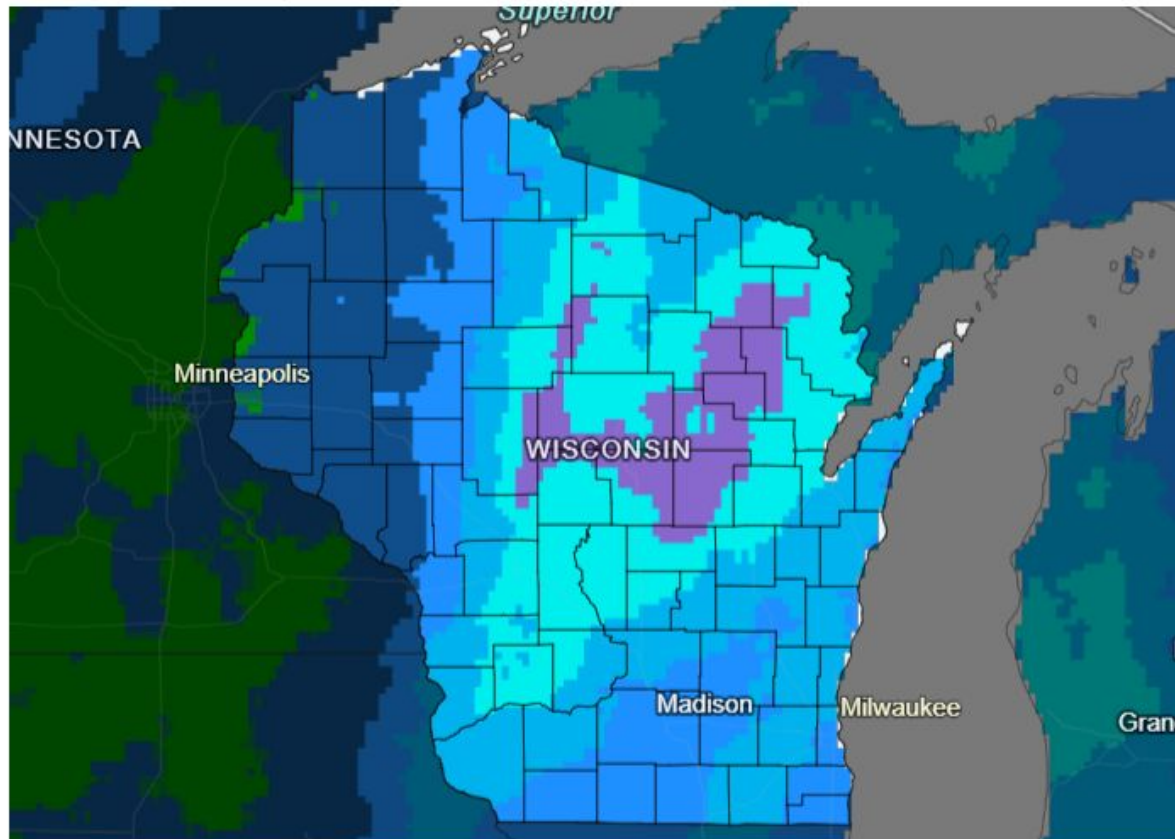 Superior
NNESOTA
Minneapolis
WISCONSIN
Madison
Milwaukee
Gran